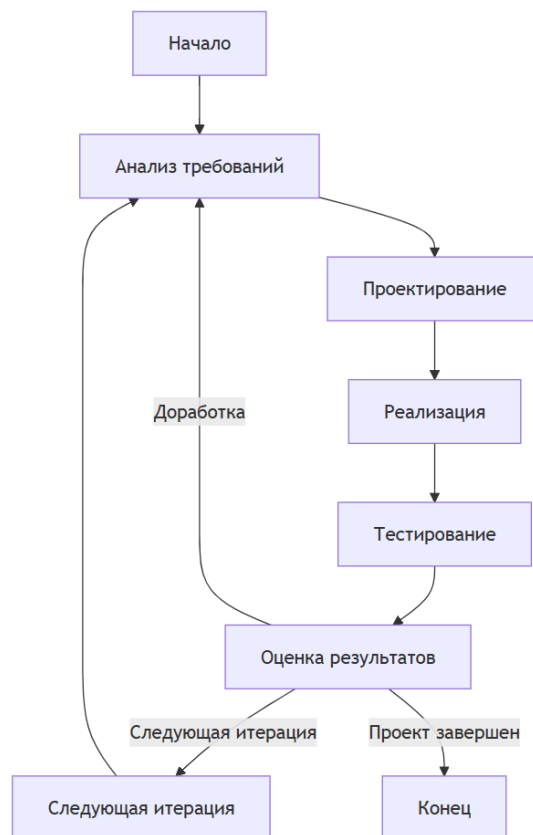 Начало
Анализ требований
Проектирование
Доработка
Реализация
Тестирование
Оценка результатов
Следующая итерация
Проект завершен
Следующая итерация
Конец